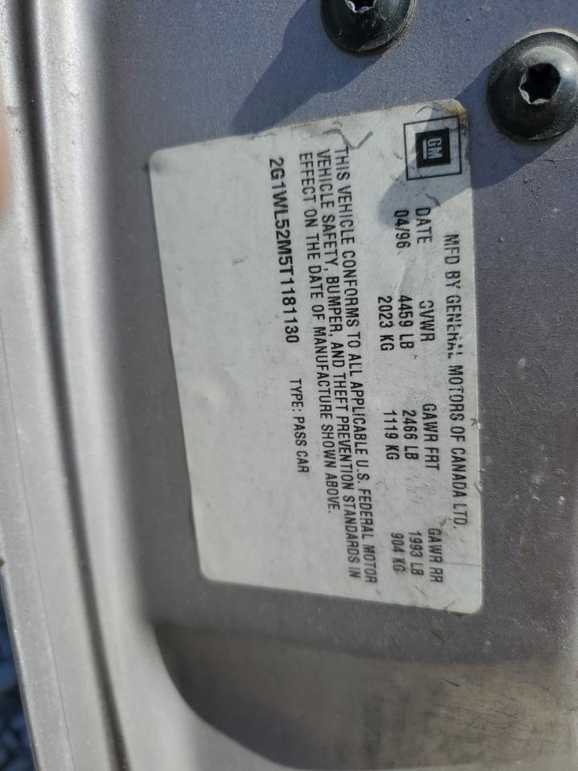 GM
MFD BY GENERAL MOTORS OF CANADA LTD.
DATE GVWR GAWR FRT GAWR RR
04/96 4459 LB 2466 LB 1993 LB
2023 KG 1119 KG 904 KG
THIS VEHICLE CONFORMS TO ALL APPLICABLE U.S. FEDERAL MOTOR
VEHICLE SAFETY, BUMPER, AND THEFT PREVENTION STANDARDS IN
EFFECT ON THE DATE OF MANUFACTURE SHOWN ABOVE.
2G1WL52M5T1181130 TYPE: PASS CAR